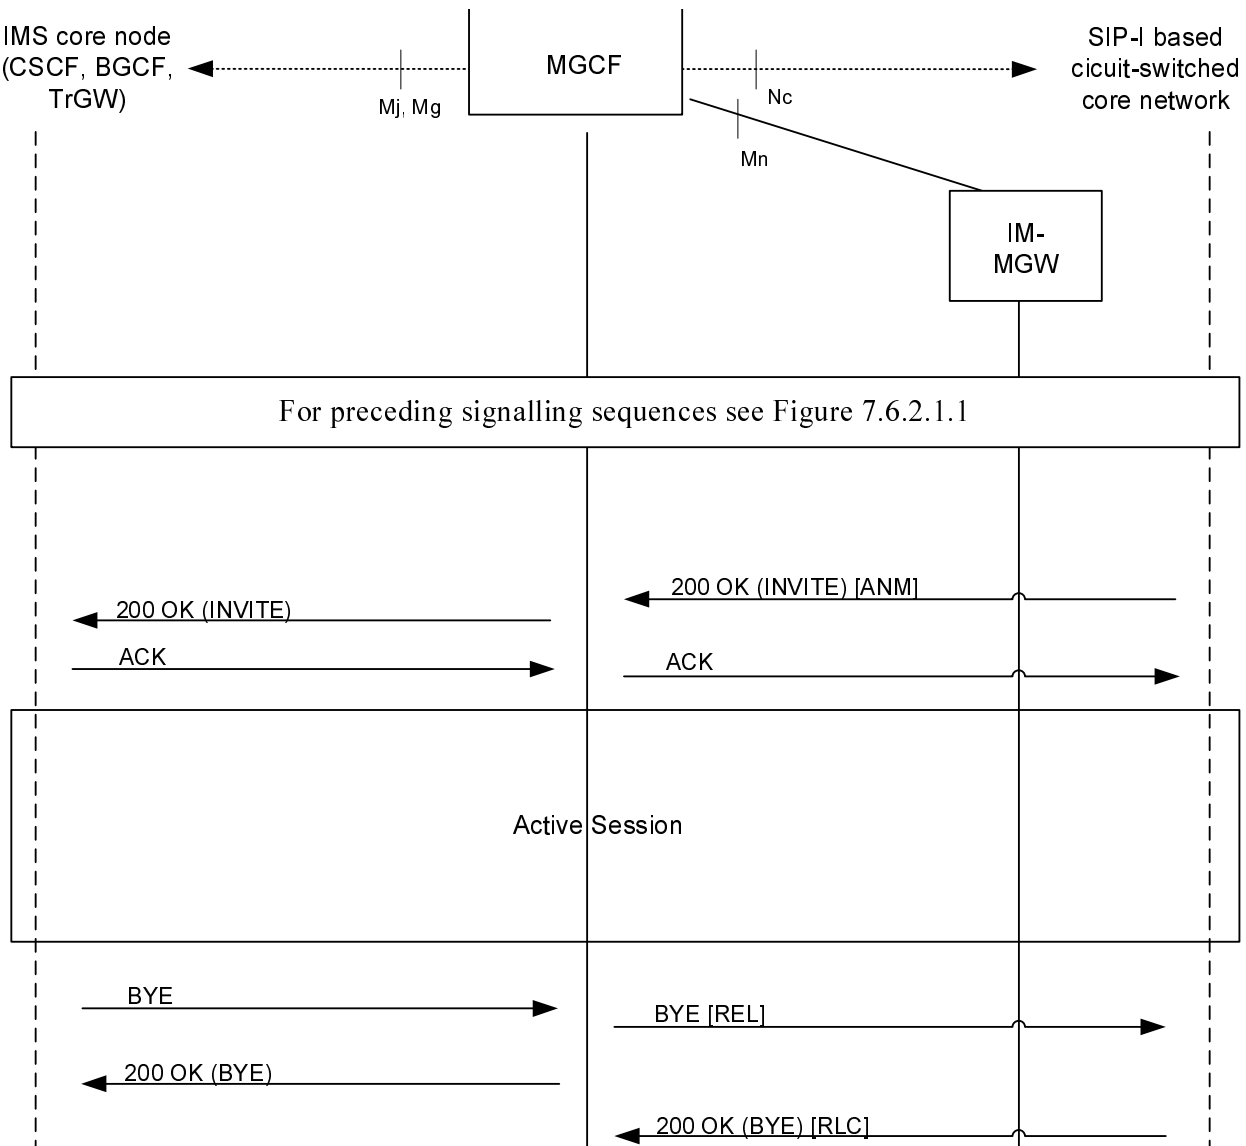 IMS core node
(CSCF, BGCF,
TrGW)
MGCF
SIP-I based
cicuit-switched
core network
Mj, Mg
Nc
Mn
IM-
MGW
For preceding signalling sequences see Figure 7.6.2.1.1
200 OK (INVITE) [ANM]
200 OK (INVITE)
ACK
ACK
Active Session
BYE
BYE [REL]
200 OK (BYE)
200 OK (BYE) [RLC]